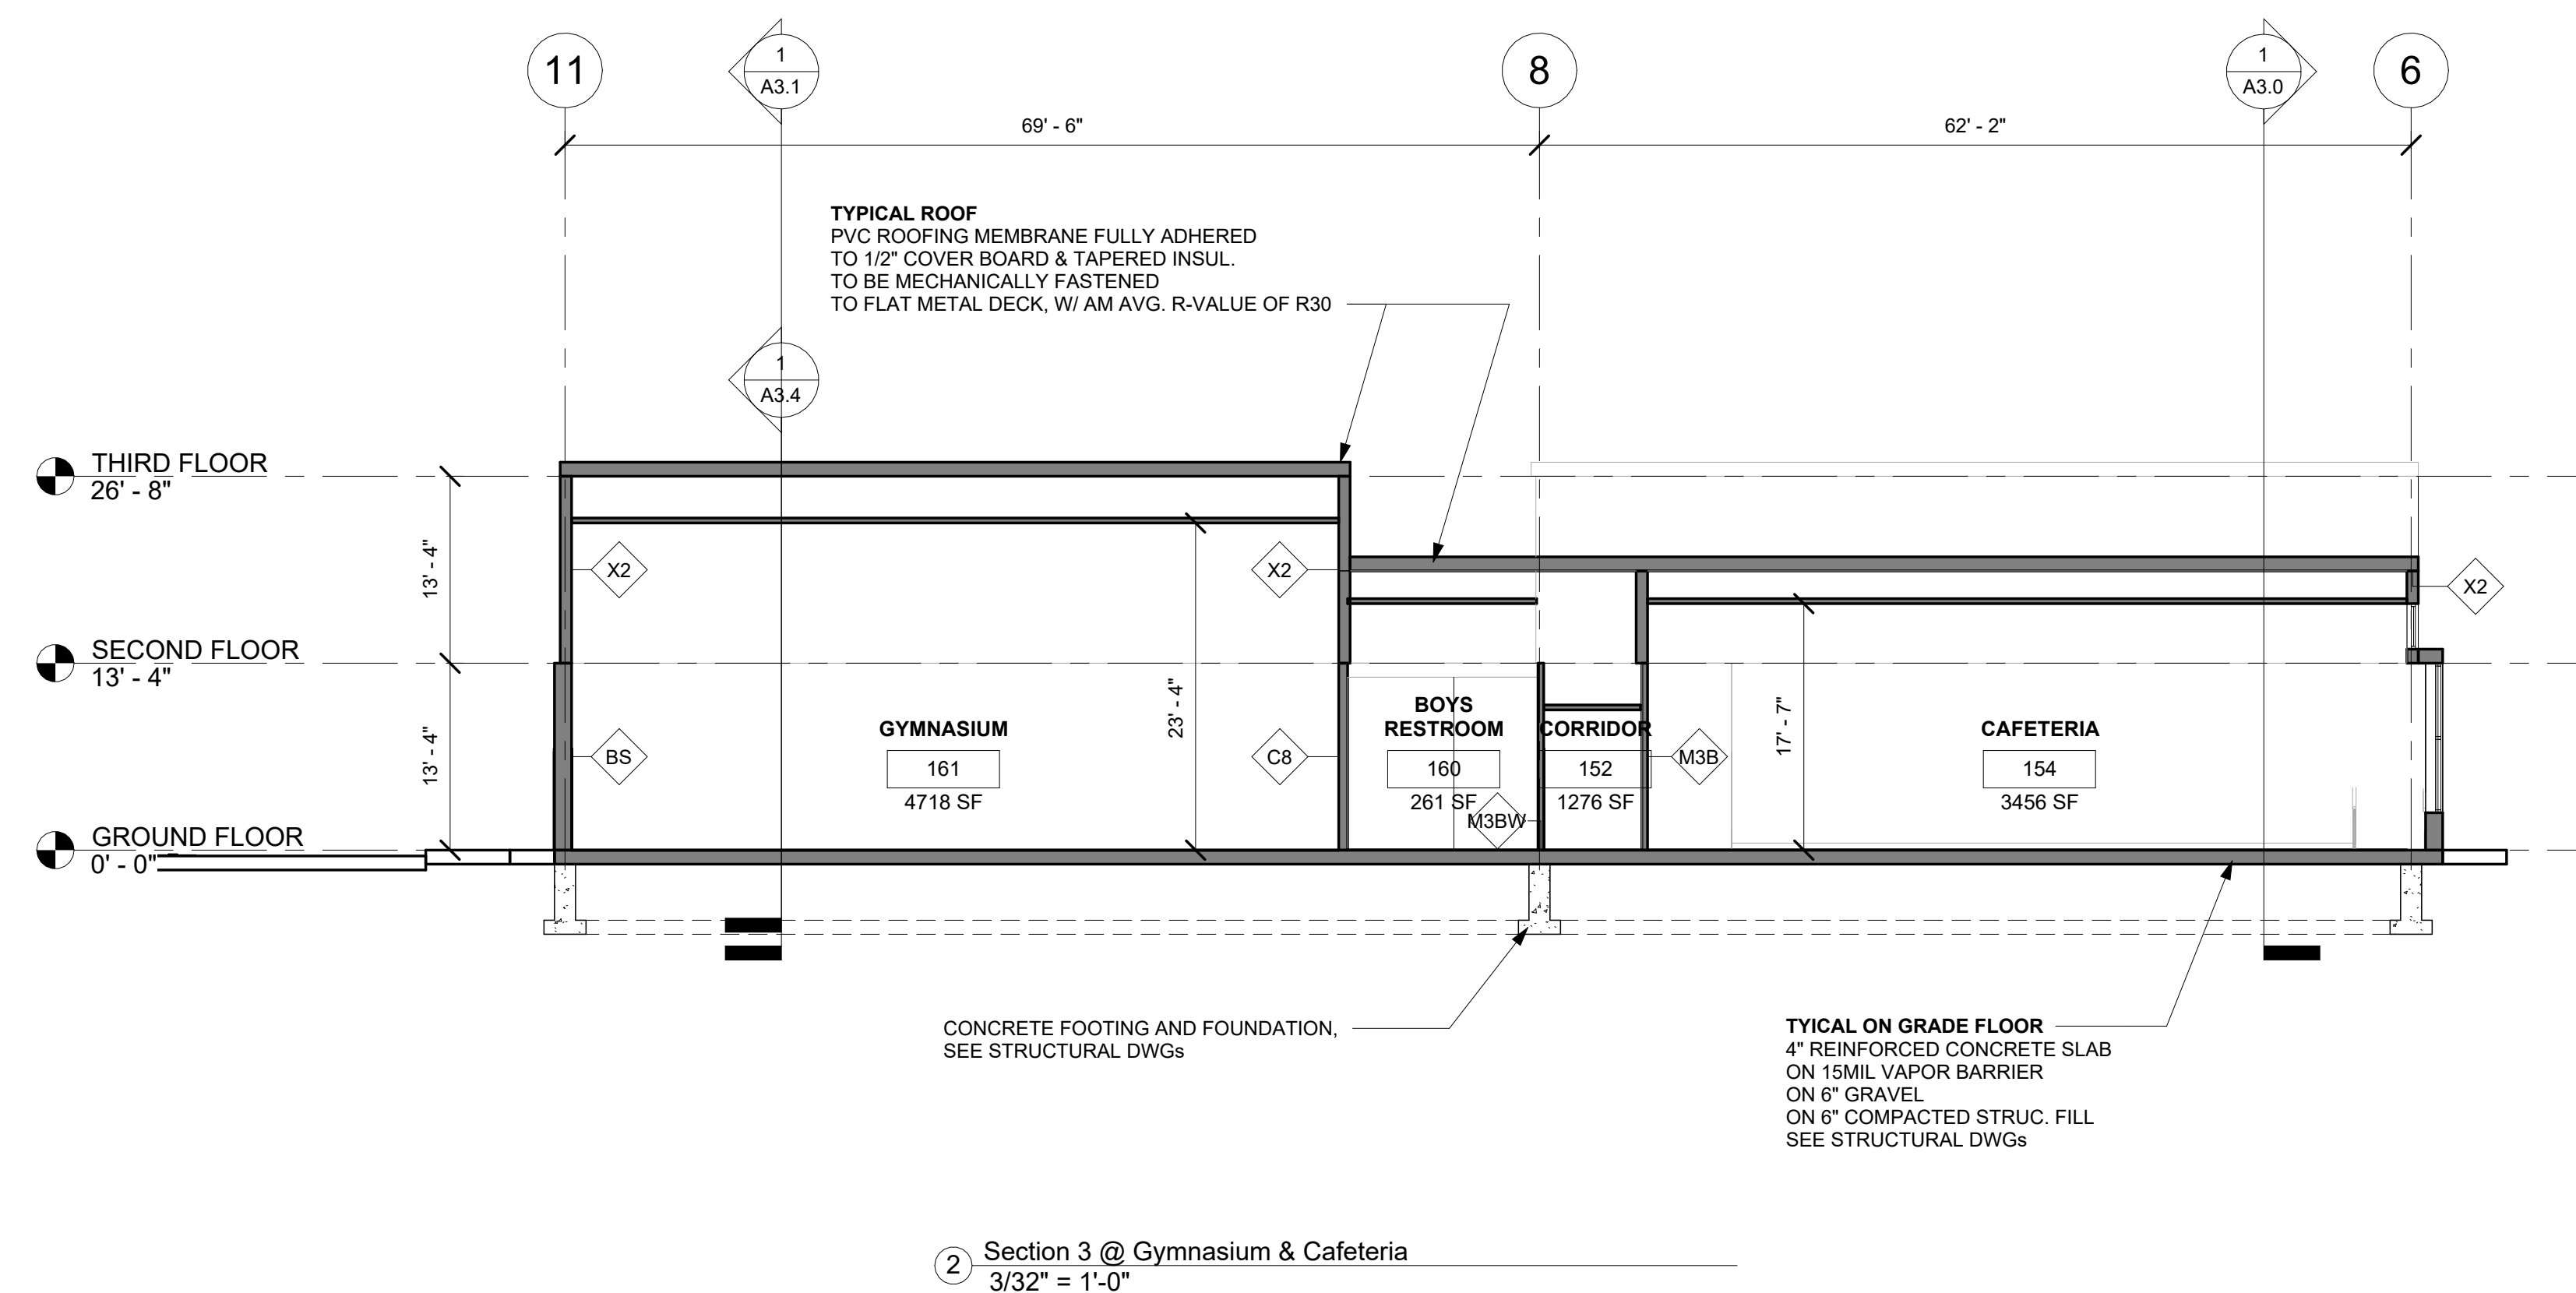 11
1
A3.1
8
1
A3.0
6
69' - 6"
62' - 2"
TYPICAL ROOF
PVC ROOFING MEMBRANE FULLY ADHERED
TO 1/2" COVER BOARD & TAPERED INSUL.
TO BE MECHANICALLY FASTENED
TO FLAT METAL DECK, W/ AM AVG. R-VALUE OF R30
1
A3.4
THIRD FLOOR
26' - 8"
13' - 4"
X2
X2
X2
SECOND FLOOR
13' - 4"
13' - 4"
23' - 4"
17' - 7"
BS
GYMNASIUM
161
4718 SF
C8
BOYS
RESTROOM
160
261 SF
M3BW
CORRIDOR
152
1276 SF
M3B
CAFETERIA
154
3456 SF
GROUND FLOOR
0' - 0"
CONCRETE FOOTING AND FOUNDATION,
SEE STRUCTURAL DWGs
TYICAL ON GRADE FLOOR
4" REINFORCED CONCRETE SLAB
ON 15MIL VAPOR BARRIER
ON 6" GRAVEL
ON 6" COMPACTED STRUC. FILL
SEE STRUCTURAL DWGs
2
Section 3 @ Gymnasium & Cafeteria
3/32" = 1'-0"